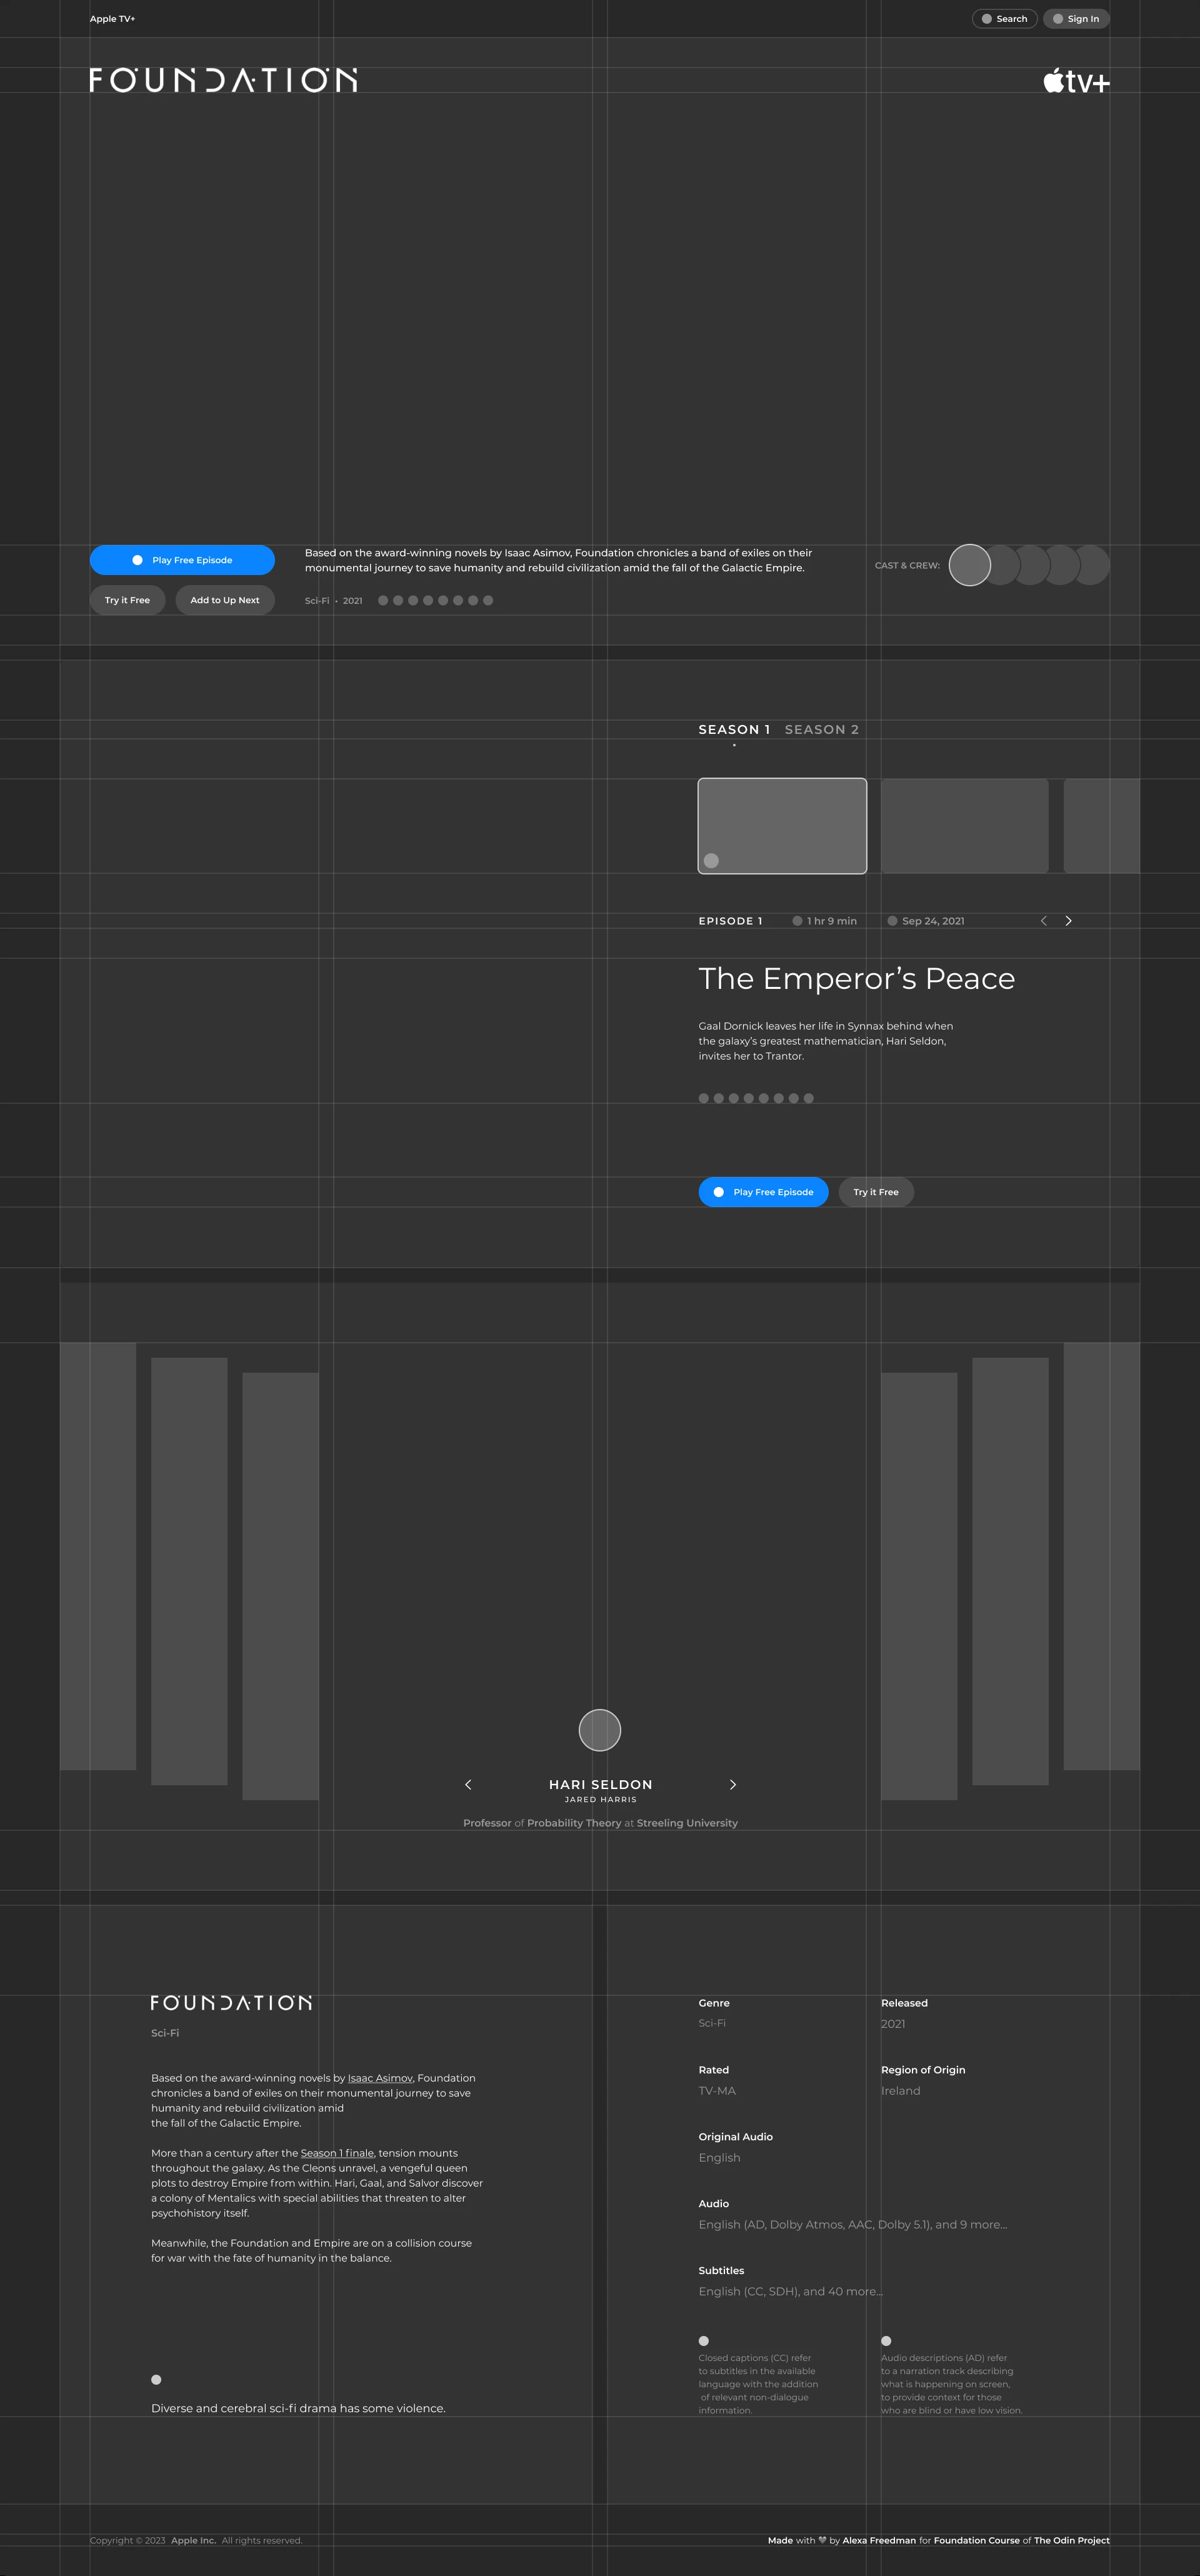 Apple TV+
Search
Sign In
FOUNDATION
tv+
Play Free Episode
Based on the award-winning novels by Isaac Asimov, Foundation chronicles a band of exiles on their
monumental journey to save humanity and rebuild civilization amid the fall of the Galactic Empire.
CAST & CREW:
Try it Free
Add to Up Next
Sci-Fi • 2021
SEASON 1
SEASON 2
EPISODE 1
1 hr 9 min
Sep 24, 2021
The Emperor’s Peace
Gaal Dornick leaves her life in Synnax behind when
the galaxy’s greatest mathematician, Hari Seldon,
invites her to Trantor.
Play Free Episode
Try it Free
HARI SELDON
JARED HARRIS
Professor of Probability Theory at Streeling University
FOUNDATION
Sci-Fi
Based on the award-winning novels by Isaac Asimov, Foundation
chronicles a band of exiles on their monumental journey to save
humanity and rebuild civilization amid
the fall of the Galactic Empire.
More than a century after the Season 1 finale, tension mounts
throughout the galaxy. As the Cleons unravel, a vengeful queen
plots to destroy Empire from within. Hari, Gaal, and Salvor discover
a colony of Mentalics with special abilities that threaten to alter
psychohistory itself.
Meanwhile, the Foundation and Empire are on a collision course
for war with the fate of humanity in the balance.
Diverse and cerebral sci-fi drama has some violence.
Genre
Sci-Fi
Released
2021
Rated
TV-MA
Region of Origin
Ireland
Original Audio
English
Audio
English (AD, Dolby Atmos, AAC, Dolby 5.1), and 9 more...
Subtitles
English (CC, SDH), and 40 more...
Closed captions (CC) refer
to subtitles in the available
language with the addition
of relevant non-dialogue
information.
Audio descriptions (AD) refer
to a narration track describing
what is happening on screen,
to provide context for those
who are blind or have low vision.
Copyright © 2023 Apple Inc. All rights reserved.
Made with 🖤 by Alexa Freedman for Foundation Course of The Odin Project